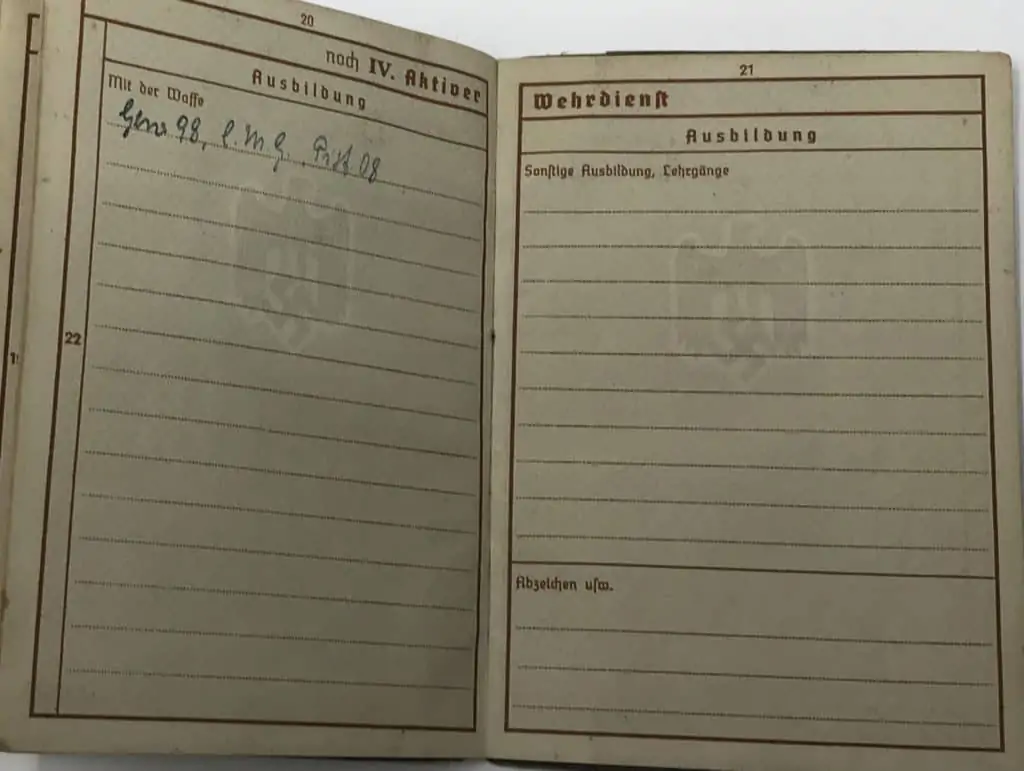 20
noch IV. Aktiver
Ausbildung
Mit der Waffe
Gew 98, l. M. G., Pist 08
22
21
Wehrdienst
Ausbildung
Sonstige Ausbildung, Lehrgänge
Abzeichen usw.